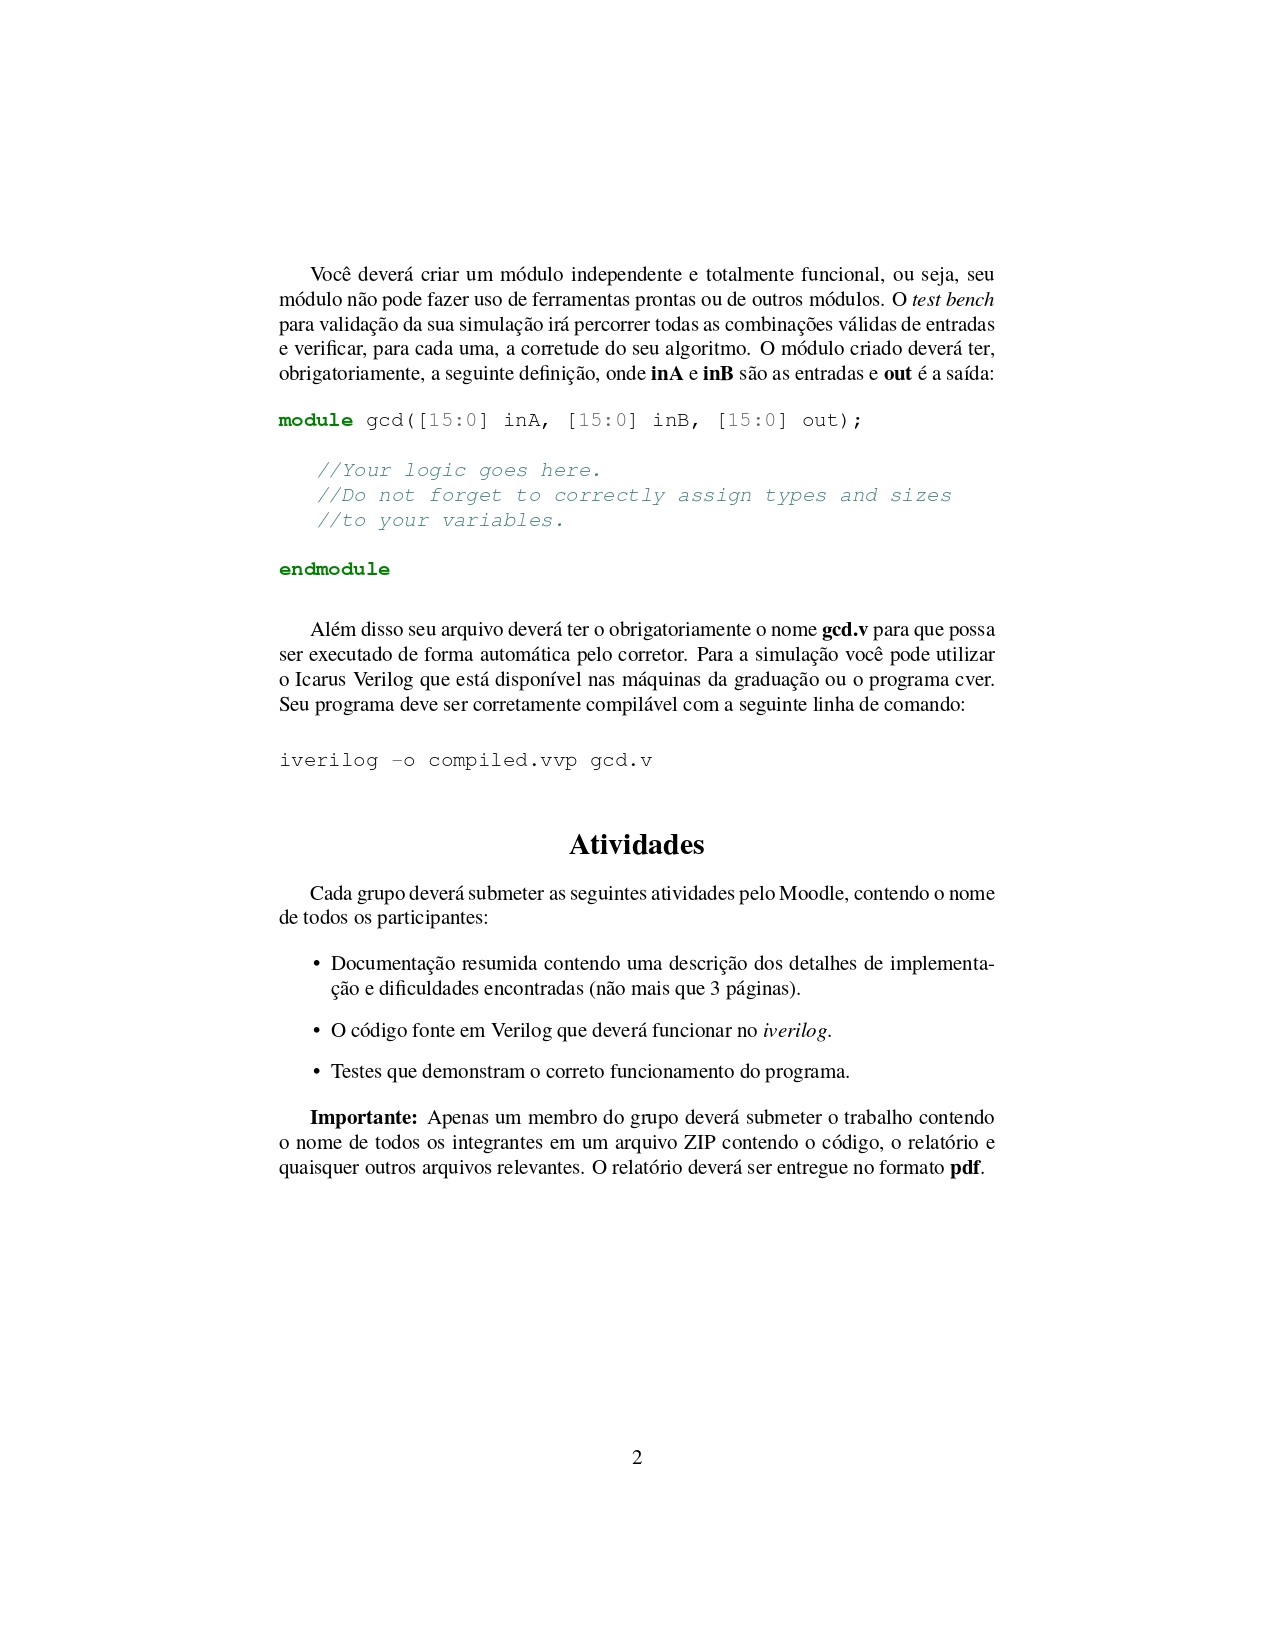 Você deverá criar um módulo independente e totalmente funcional, ou seja, seu
módulo não pode fazer uso de ferramentas prontas ou de outros módulos. O test bench
para validação da sua simulação irá percorrer todas as combinações válidas de entradas
e verificar, para cada uma, a corretude do seu algoritmo. O módulo criado deverá ter,
obrigatoriamente, a seguinte definição, onde inA e inB são as entradas e out é a saída:
module gcd([15:0] inA, [15:0] inB, [15:0] out);
//Your logic goes here.
//Do not forget to correctly assign types and sizes
//to your variables.
endmodule
Além disso seu arquivo deverá ter o obrigatoriamente o nome gcd.v para que possa
ser executado de forma automática pelo corretor. Para a simulação você pode utilizar
o Icarus Verilog que está disponível nas máquinas da graduação ou o programa cver.
Seu programa deve ser corretamente compilável com a seguinte linha de comando:
iverilog -o compiled.vvp gcd.v
Atividades
Cada grupo deverá submeter as seguintes atividades pelo Moodle, contendo o nome
de todos os participantes:
• Documentação resumida contendo uma descrição dos detalhes de implementa-
ção e dificuldades encontradas (não mais que 3 páginas).
• O código fonte em Verilog que deverá funcionar no iverilog.
• Testes que demonstram o correto funcionamento do programa.
Importante: Apenas um membro do grupo deverá submeter o trabalho contendo
o nome de todos os integrantes em um arquivo ZIP contendo o código, o relatório e
quaisquer outros arquivos relevantes. O relatório deverá ser entregue no formato pdf.
2